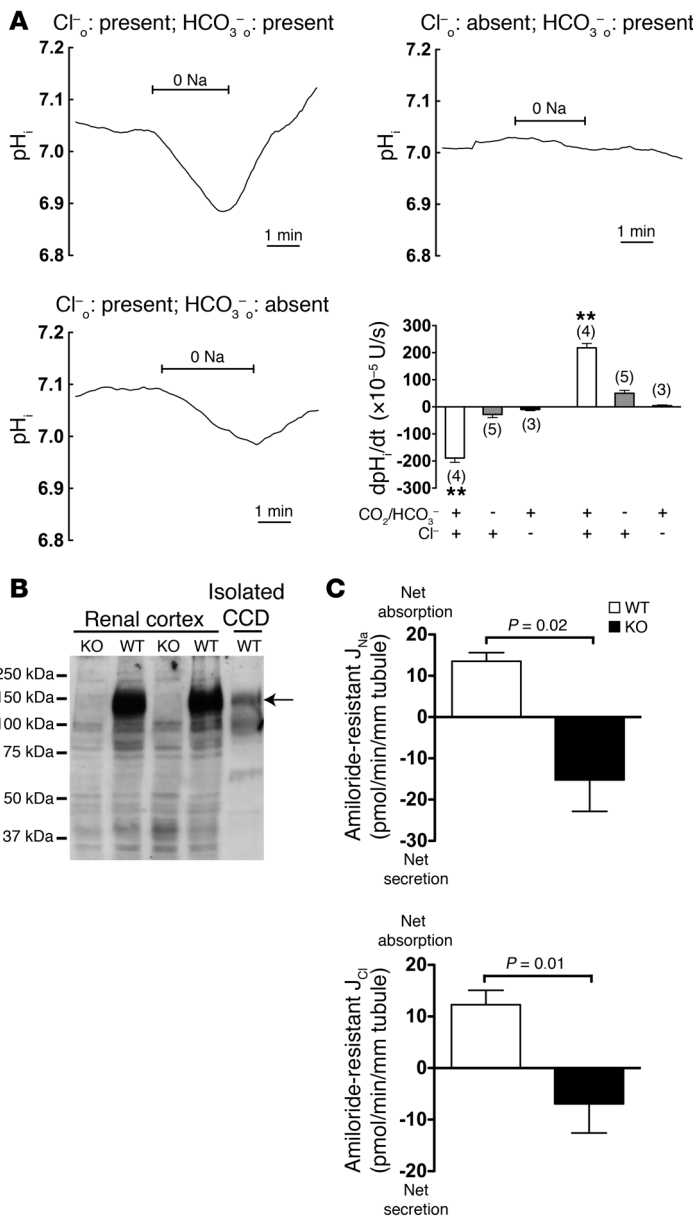 A
Cl⁻o: present; HCO₃⁻o: present
7.2
7.1
7.0
6.9
6.8
pHi
0 Na
1 min
Cl⁻o: absent; HCO₃⁻o: present
7.2
7.1
7.0
6.9
6.8
pHi
0 Na
1 min
Cl⁻o: present; HCO₃⁻o: absent
7.2
7.1
7.0
6.9
6.8
pHi
0 Na
1 min
dpHi/dt (×10⁻⁵ U/s)
300
200
100
0
-100
-200
-300
**
(4)
(5)
(3)
(5)
(3)
(4)
**
CO₂/HCO₃⁻ + - + + - +
Cl⁻ + + - + + -
B
Isolated
Renal cortex CCD
KO WT KO WT WT
250 kDa
150 kDa
100 kDa
75 kDa
50 kDa
37 kDa
C
Net
absorption
WT
KO
P = 0.02
Amiloride-resistant JNa
(pmol/min/mm tubule)
20
10
0
-10
-20
-30
Net
secretion
Net
absorption
P = 0.01
Amiloride-resistant JCl
(pmol/min/mm tubule)
20
10
0
-10
-20
Net
secretion